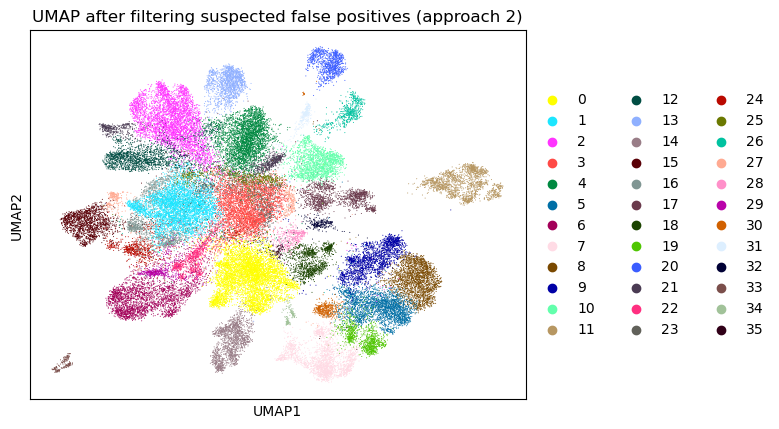 UMAP after filtering suspected false positives (approach 2)
UMAP2
UMAP1
0 12 24
1 13 25
2 14 26
3 15 27
4 16 28
5 17 29
6 18 30
7 19 31
8 20 32
9 21 33
10 22 34
11 23 35